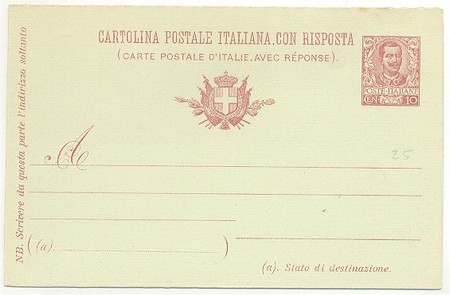 CARTOLINA POSTALE ITALIANA, CON RISPOSTA
(CARTE POSTALE D'ITALIE, AVEC RÉPONSE).
POSTE ITALIANE
CEN 10
A
25
NB. Scrivere da questa parte l'indirizzo soltanto
(a)
(a). Stato di destinazione.